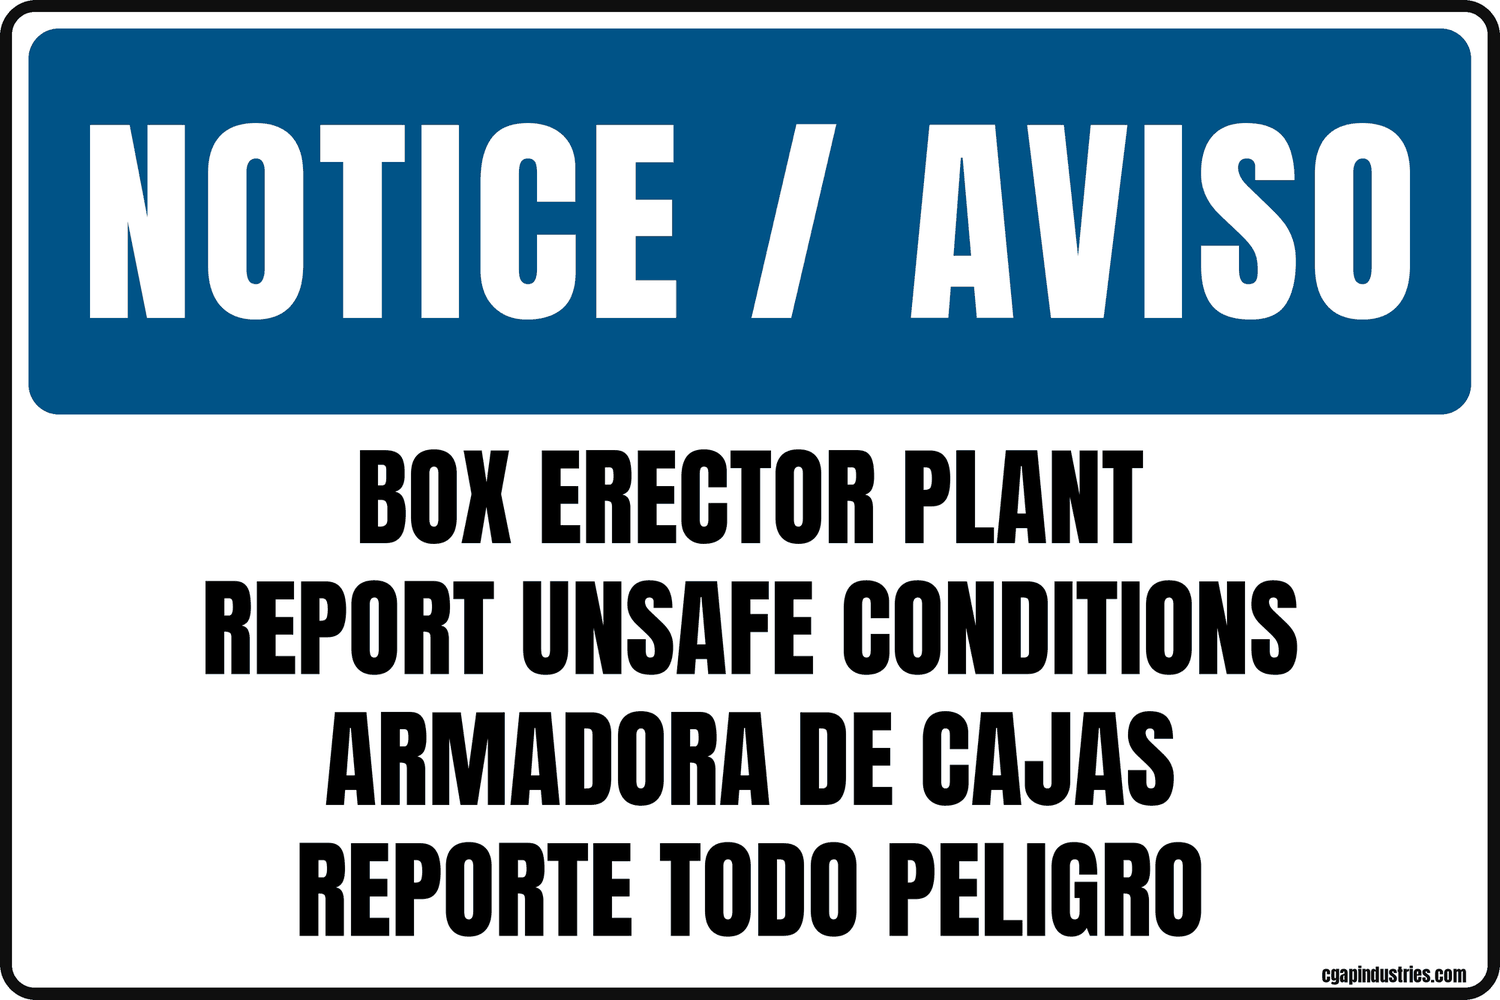 NOTICE / AVISO
BOX ERECTOR PLANT
REPORT UNSAFE CONDITIONS
ARMADORA DE CAJAS
REPORTE TODO PELIGRO
cgapindustries.com